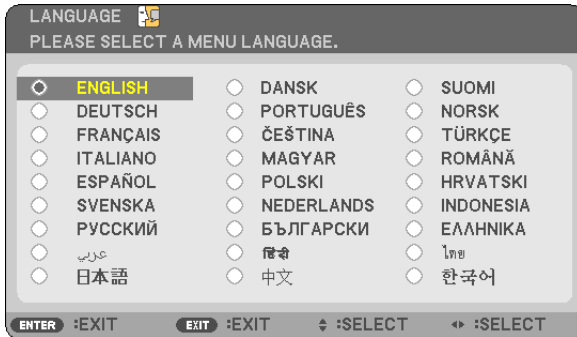 LANGUAGE
PLEASE SELECT A MENU LANGUAGE.
ENGLISH DANSK SUOMI
DEUTSCH PORTUGUÊS NORSK
FRANÇAIS ČEŠTINA TÜRKÇE
ITALIANO MAGYAR ROMÂNĂ
ESPAÑOL POLSKI HRVATSKI
SVENSKA NEDERLANDS INDONESIA
РУССКИЙ БЪЛГАРСКИ ΕΛΛΗΝΙΚΑ
عربي हिंदी ไทย
日本語 中文 한국어
ENTER :EXIT EXIT :EXIT :SELECT :SELECT